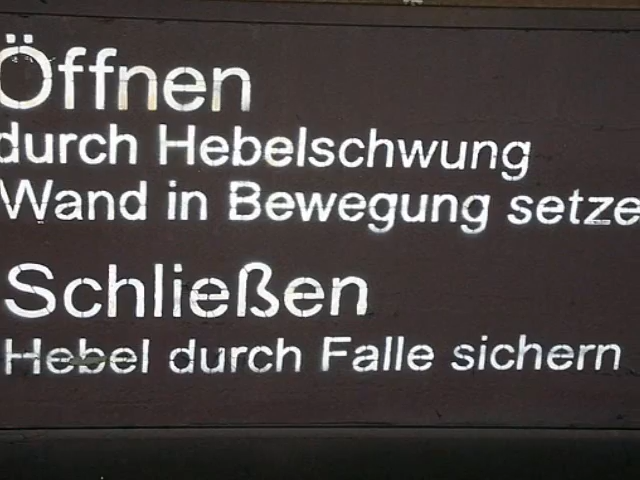 Öffnen
durch Hebelschwung
Wand in Bewegung setze
Schließen
Hebel durch Falle sichern